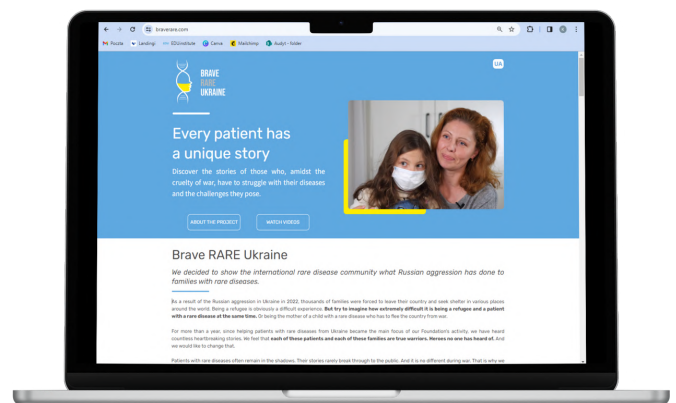 braverare.com
Poczta
Landingi
EDUinstitute
Canva
Mailchimp
Audyt - folder
UA
BRAVE
RARE
UKRAINE
Every patient has
a unique story
Discover the stories of those who, amidst the
cruelty of war, have to struggle with their diseases
and the challenges they pose.
ABOUT THE PROJECT
WATCH VIDEOS
Brave RARE Ukraine
We decided to show the international rare disease community what Russian aggression has done to
families with rare diseases.
As a result of the Russian aggression in Ukraine in 2022, thousands of families were forced to leave their country and seek shelter in various places
around the world. Being a refugee is obviously a difficult experience. But try to imagine how extremely difficult it is being a refugee and a patient
with a rare disease at the same time. Or being the mother of a child with a rare disease who has to flee the country from war.
For more than a year, since helping patients with rare diseases from Ukraine became the main focus of our Foundation's activity, we have heard
countless heartbreaking stories. We feel that each of those patients and each of those families are true warriors. Heroes no one has heard of. And
we would like to change that.
Patients with rare diseases often remain in the shadows. Their stories rarely break through to the public. And it is no different during war. That is why we